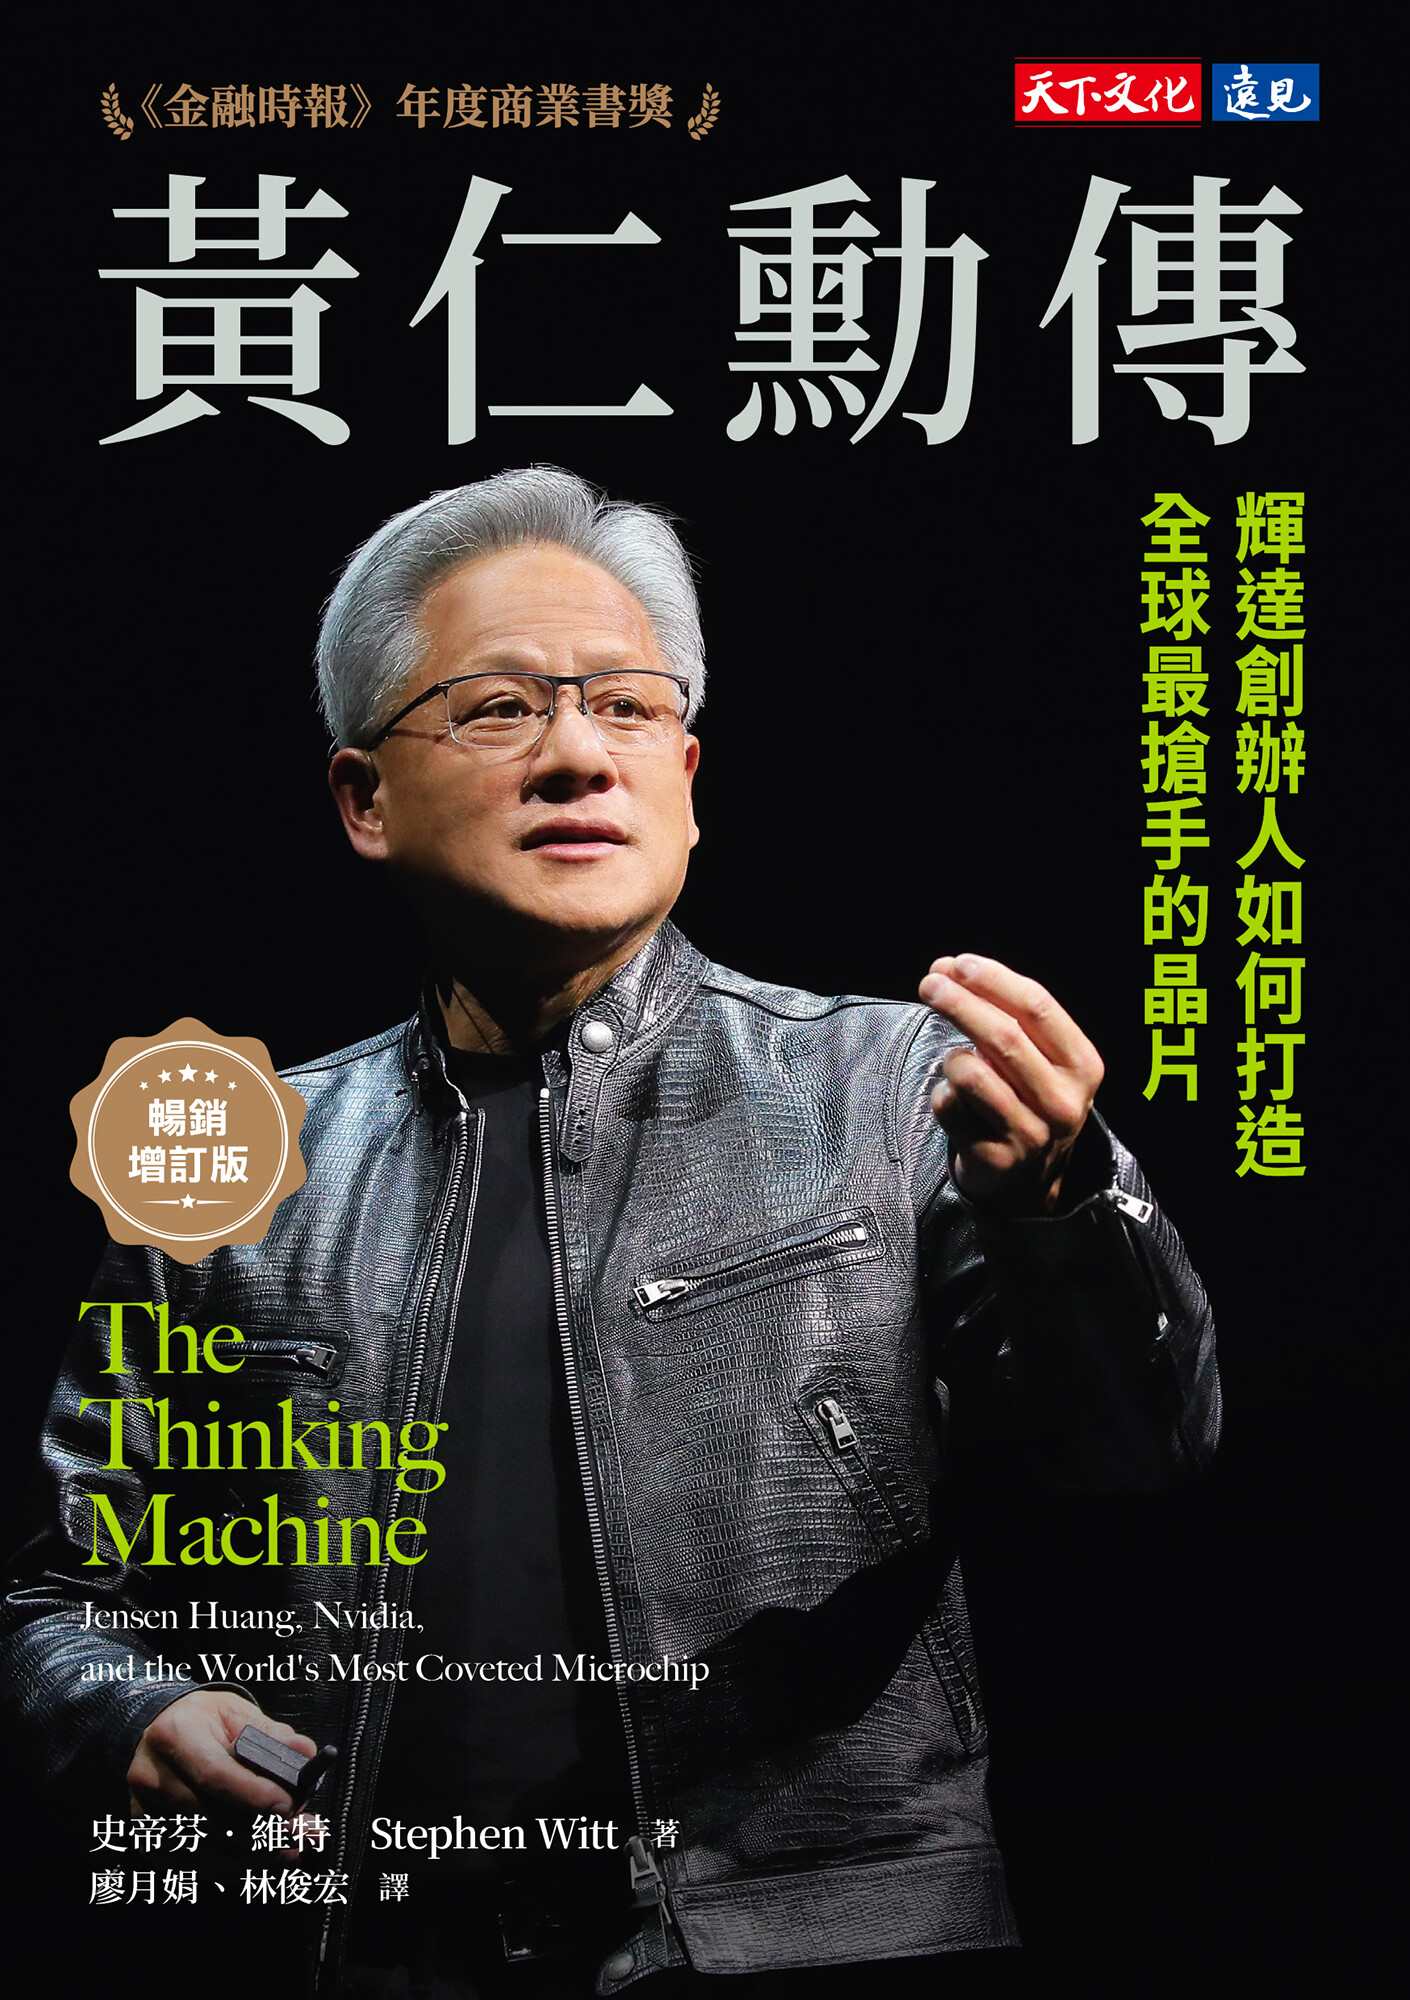 《金融時報》年度商業書獎
天下文化
遠見
黃仁勳傳
輝達創辦人如何打造
全球最搶手的晶片
暢銷
增訂版
The
Thinking
Machine
Jensen Huang, Nvidia,
and the World's Most Coveted Microchip
史帝芬．維特 Stephen Witt 著
廖月娟、林俊宏 譯